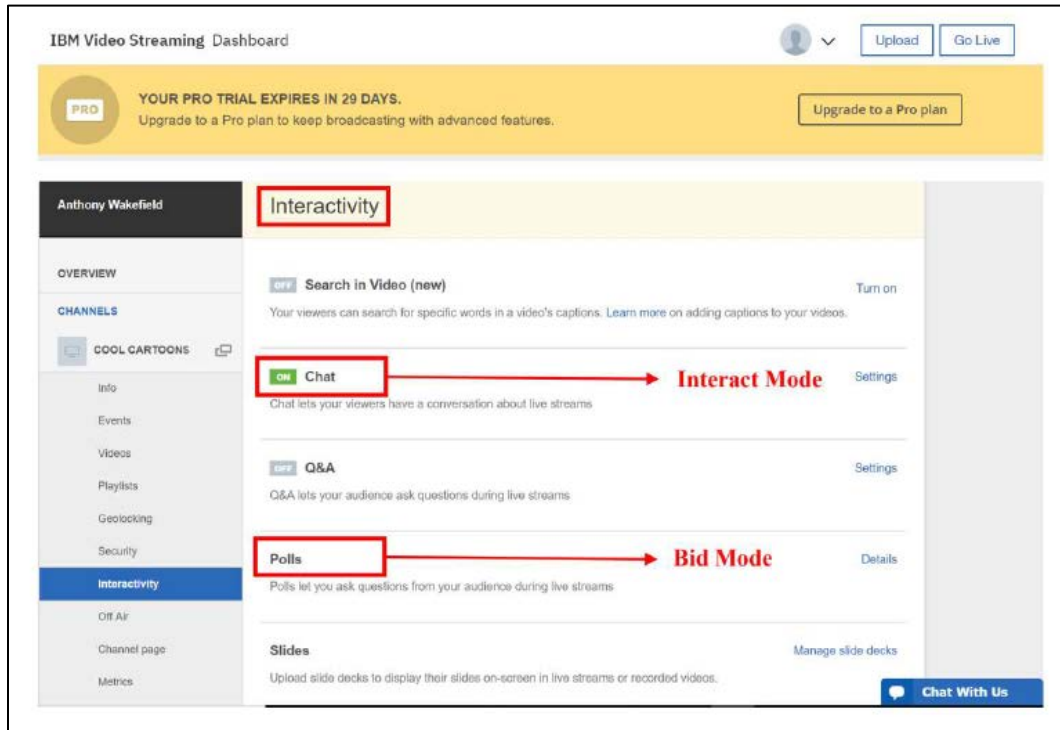 IBM Video Streaming Dashboard
Upload
Go Live
PRO
YOUR PRO TRIAL EXPIRES IN 29 DAYS.
Upgrade to a Pro plan to keep broadcasting with advanced features.
Upgrade to a Pro plan
Anthony Wakefield
OVERVIEW
CHANNELS
COOL CARTOONS
Info
Events
Videos
Playlists
Geolocking
Security
Interactivity
Off Air
Channel page
Metrics
Interactivity
OFF Search in Video (new)
Turn on
Your viewers can search for specific words in a video's captions. Learn more on adding captions to your videos.
ON Chat
Interact Mode
Settings
Chat lets your viewers have a conversation about live streams
OFF Q&A
Settings
Q&A lets your audience ask questions during live streams
Polls
Bid Mode
Details
Polls let you ask questions from your audience during live streams
Slides
Manage slide decks
Upload slide decks to display their slides on-screen in live streams or recorded videos.
Chat With Us